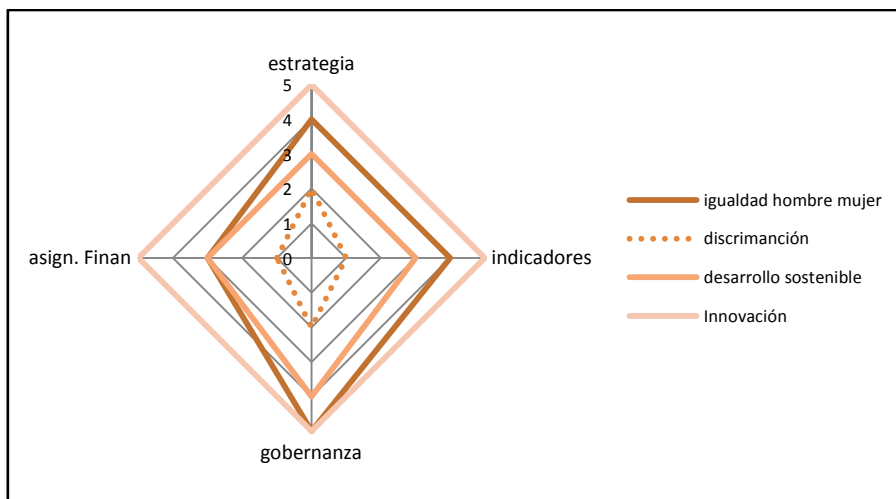 estrategia
5
4
3
2
1
0
asign. Finan
indicadores
gobernanza
igualdad hombre mujer
discrimanción
desarrollo sostenible
Innovación